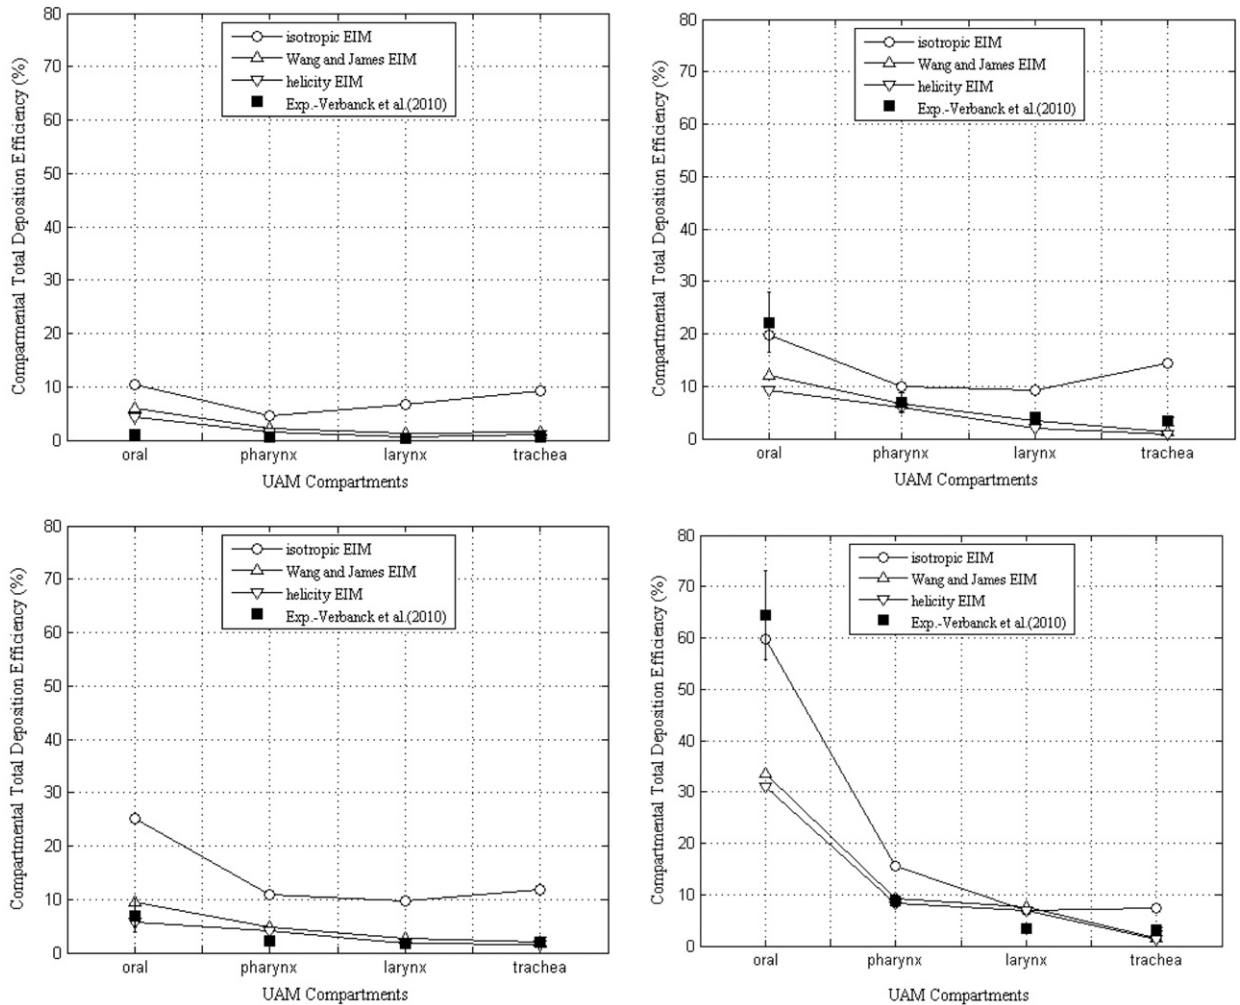 Comparmental Total Deposition Efficiency (%)
80
70
60
50
40
30
20
10
0
isotropic EIM
Wang and James EIM
helicity EIM
Exp.-Verbanck et al.(2010)
oral pharynx larynx trachea
UAM Compartments
Compartmental Total Deposition Efficiency (%)
80
70
60
50
40
30
20
10
0
isotropic EIM
Wang and James EIM
helicity EIM
Exp.-Verbanck et al.(2010)
oral pharynx larynx trachea
UAM Compartments
Compartmental Total Deposition Efficiency (%)
80
70
60
50
40
30
20
10
0
isotropic EIM
Wang and James EIM
helicity EIM
Exp.-Verbanck et al.(2010)
oral pharynx larynx trachea
UAM Compartments
Compartmental Total Deposition Efficiency (%)
80
70
60
50
40
30
20
10
0
isotropic EIM
Wang and James EIM
helicity EIM
Exp.-Verbanck et al.(2010)
oral pharynx larynx trachea
UAM Compartments